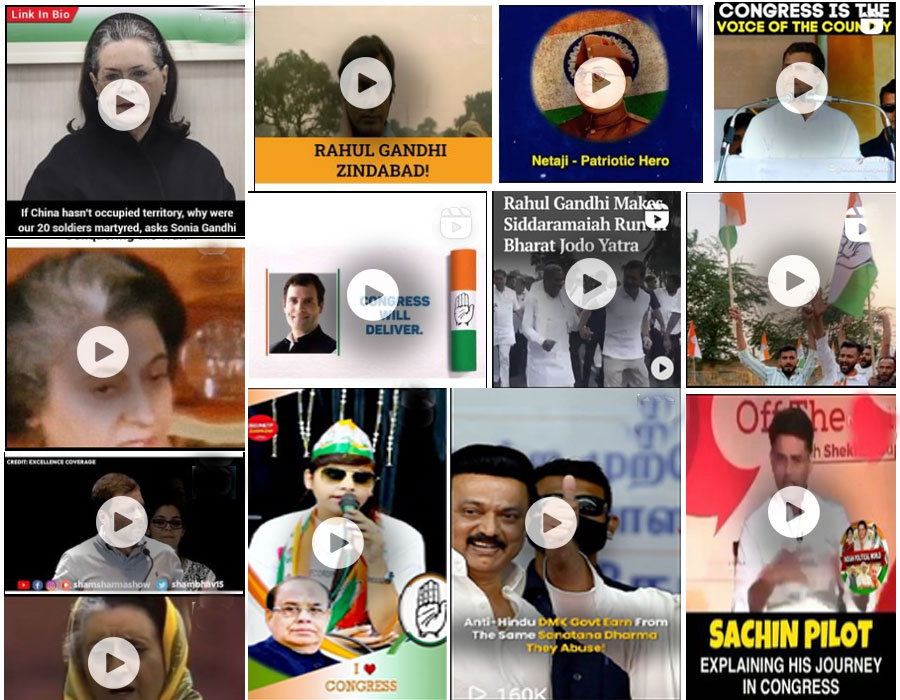 Link In Bio
If China hasn't occupied territory, why were
our 20 soldiers martyred, asks Sonia Gandhi
RAHUL GANDHI
ZINDABAD!
Netaji - Patriotic Hero
CONGRESS IS THE
VOICE OF THE COUNTRY
CONGRESS
WILL
DELIVER.
Rahul Gandhi Makes
Siddaramaiah Run In
Bharat Jodo Yatra
CREDIT: EXCELLENCE COVERAGE
shamsharmashow
shambhav15
I ❤
CONGRESS
Anti-Hindu DMK Govt Earn From
The Same Sanatana Dharma
They Abuse!
160K
Off The
h Shek
SACHIN PILOT
EXPLAINING HIS JOURNEY
IN CONGRESS